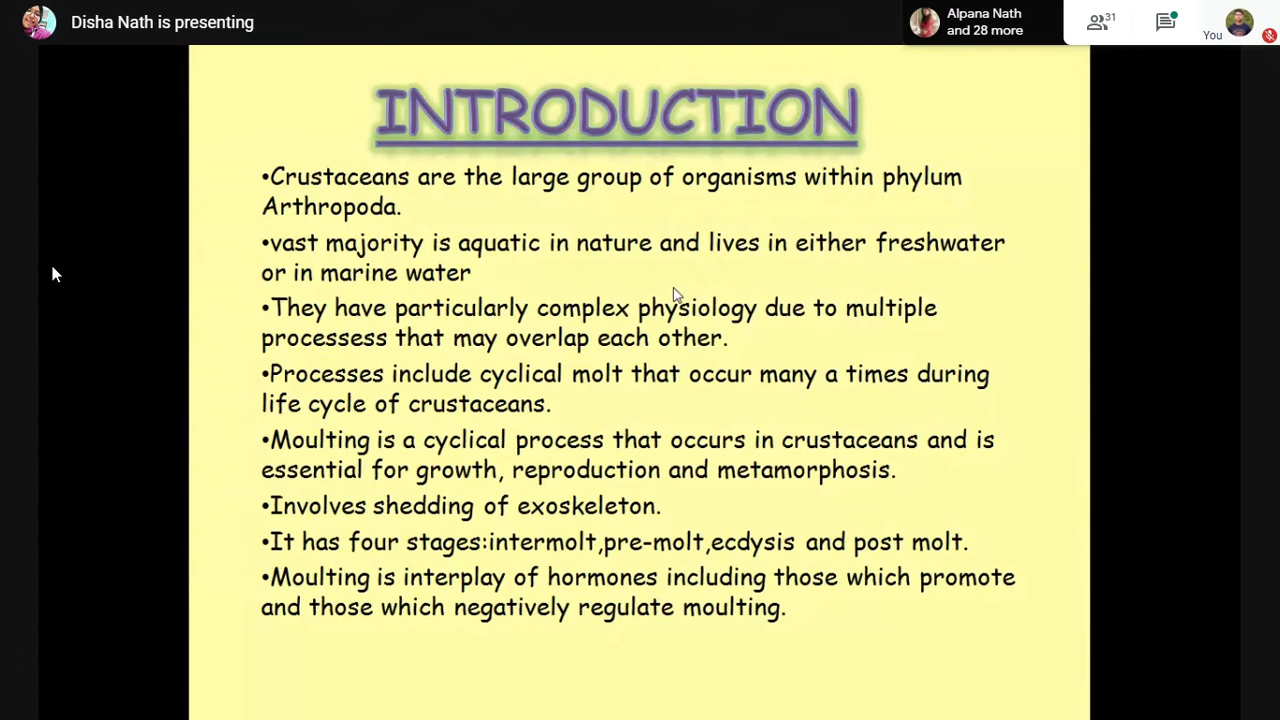 Disha Nath is presenting
Alpana Nath
and 28 more
31
You
INTRODUCTION
•Crustaceans are the large group of organisms within phylum
Arthropoda.
•vast majority is aquatic in nature and lives in either freshwater
or in marine water
•They have particularly complex physiology due to multiple
processess that may overlap each other.
•Processes include cyclical molt that occur many a times during
life cycle of crustaceans.
•Moulting is a cyclical process that occurs in crustaceans and is
essential for growth, reproduction and metamorphosis.
•Involves shedding of exoskeleton.
•It has four stages:intermolt,pre-molt,ecdysis and post molt.
•Moulting is interplay of hormones including those which promote
and those which negatively regulate moulting.